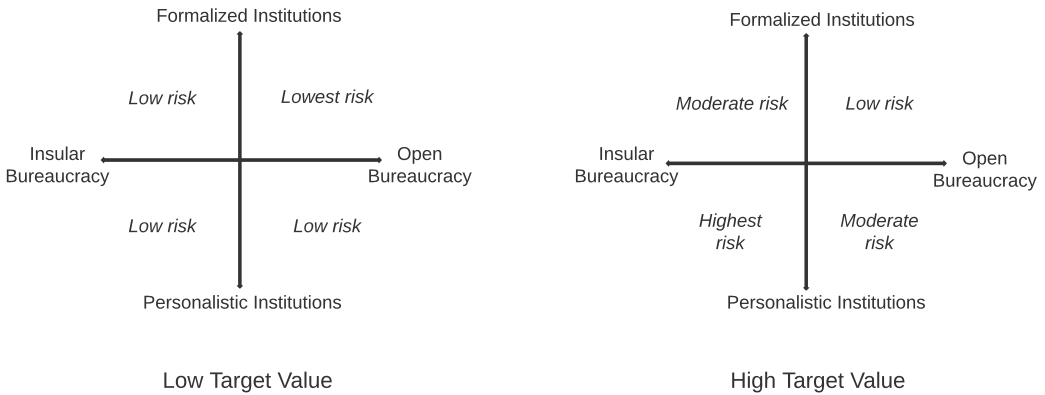 Formalized Institutions
Low risk
Lowest risk
Insular
Bureaucracy
Open
Bureaucracy
Low risk
Low risk
Personalistic Institutions
Low Target Value
Formalized Institutions
Moderate risk
Low risk
Insular
Bureaucracy
Open
Bureaucracy
Highest
risk
Moderate
risk
Personalistic Institutions
High Target Value